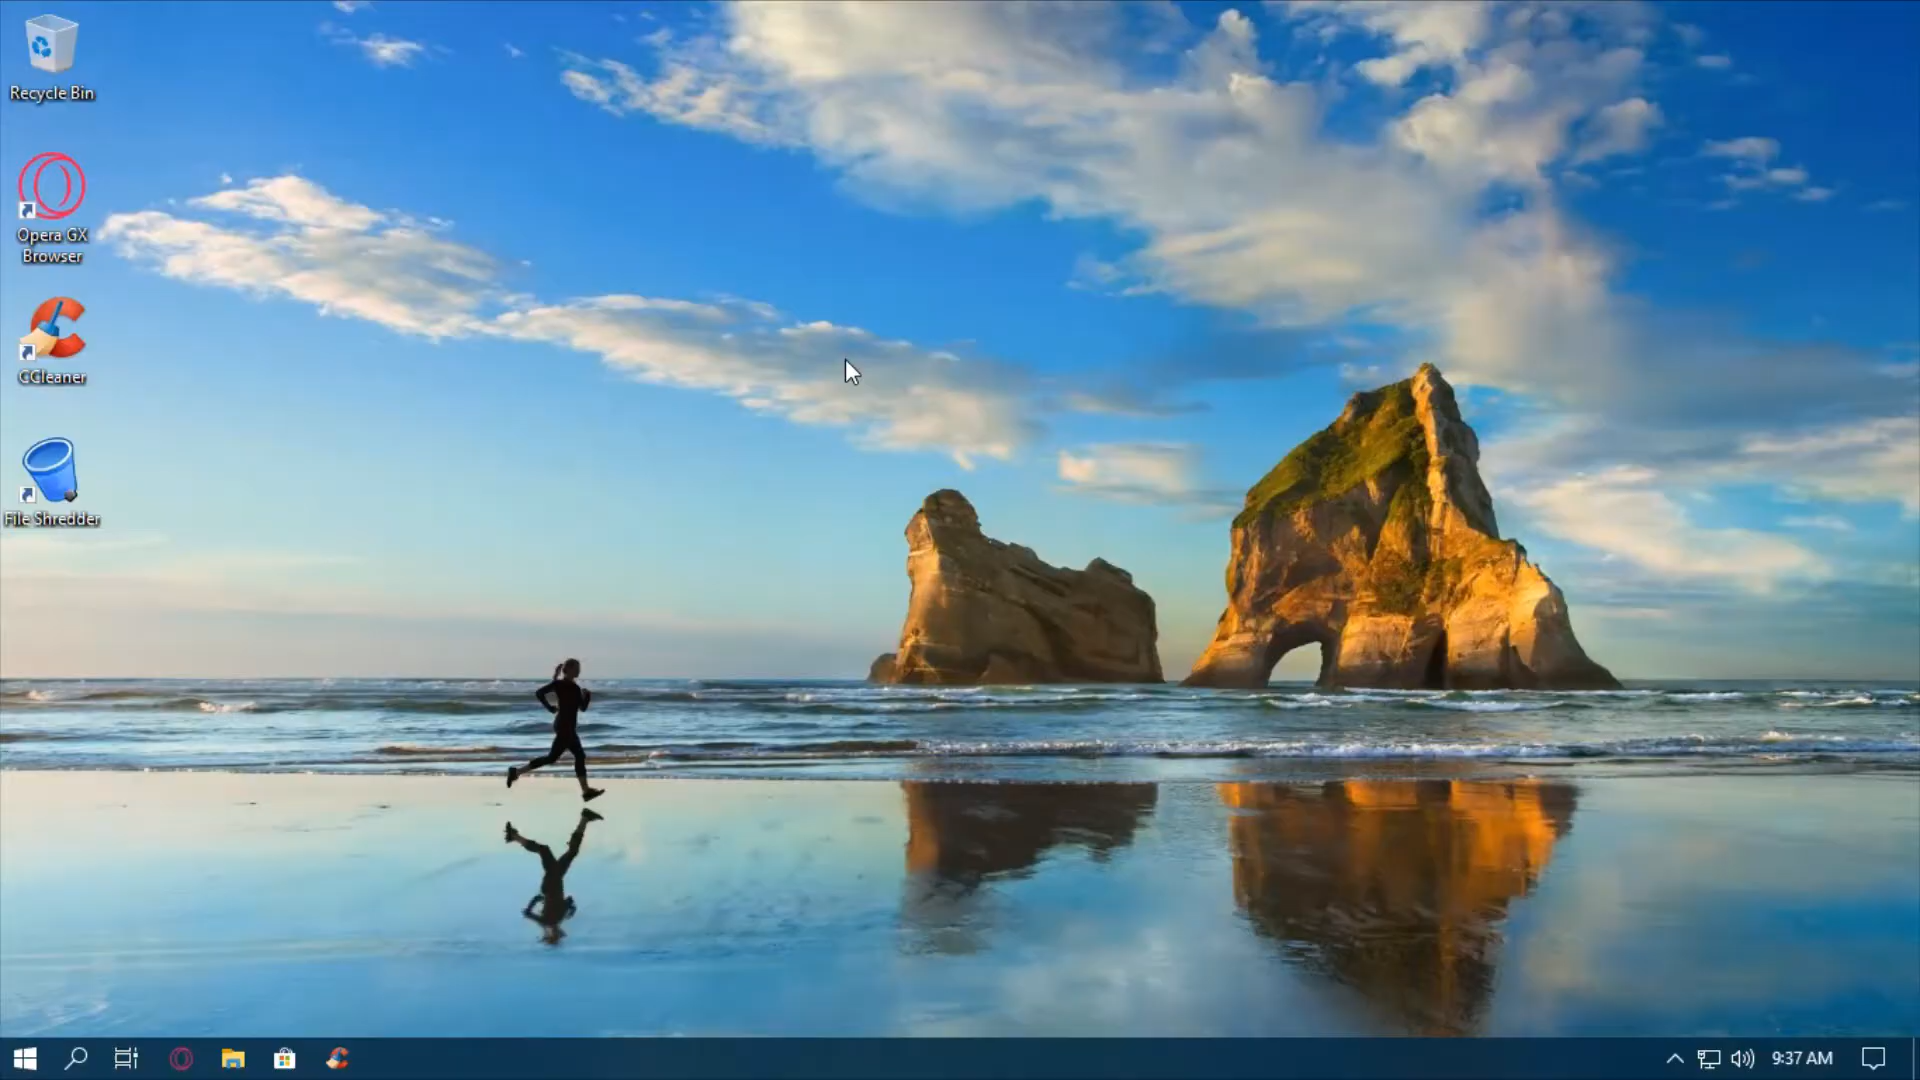 Recycle Bin
Opera GX
Browser
CCleaner
File Shredder
9:37 AM